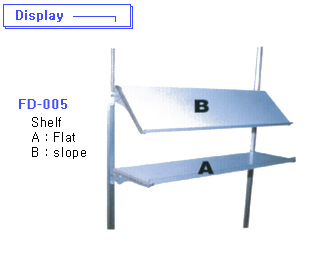 Display
FD-005
Shelf
A : Flat
B : slope
B
A